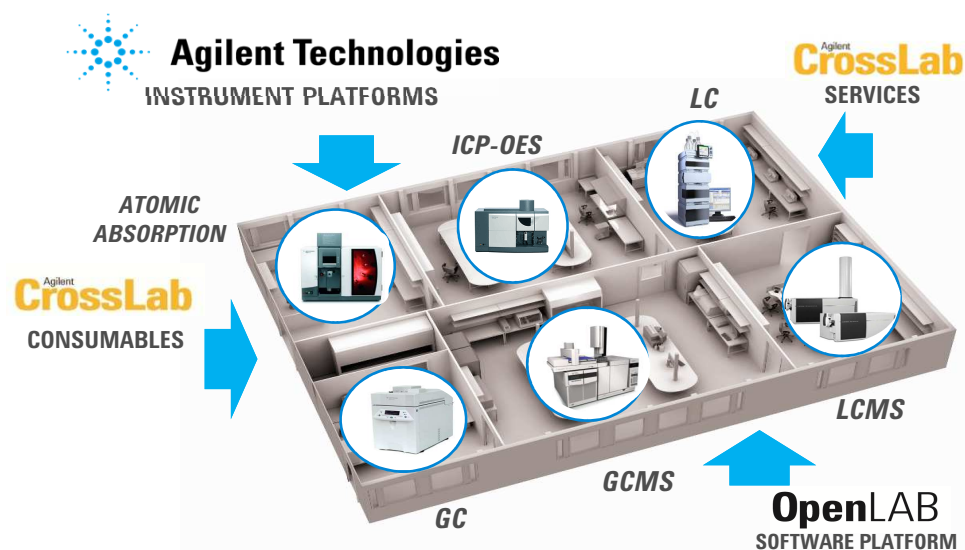 Agilent Technologies
INSTRUMENT PLATFORMS
Agilent
CrossLab
SERVICES
LC
ICP-OES
ATOMIC
ABSORPTION
Agilent
CrossLab
CONSUMABLES
LCMS
GCMS
GC
OpenLAB
SOFTWARE PLATFORM